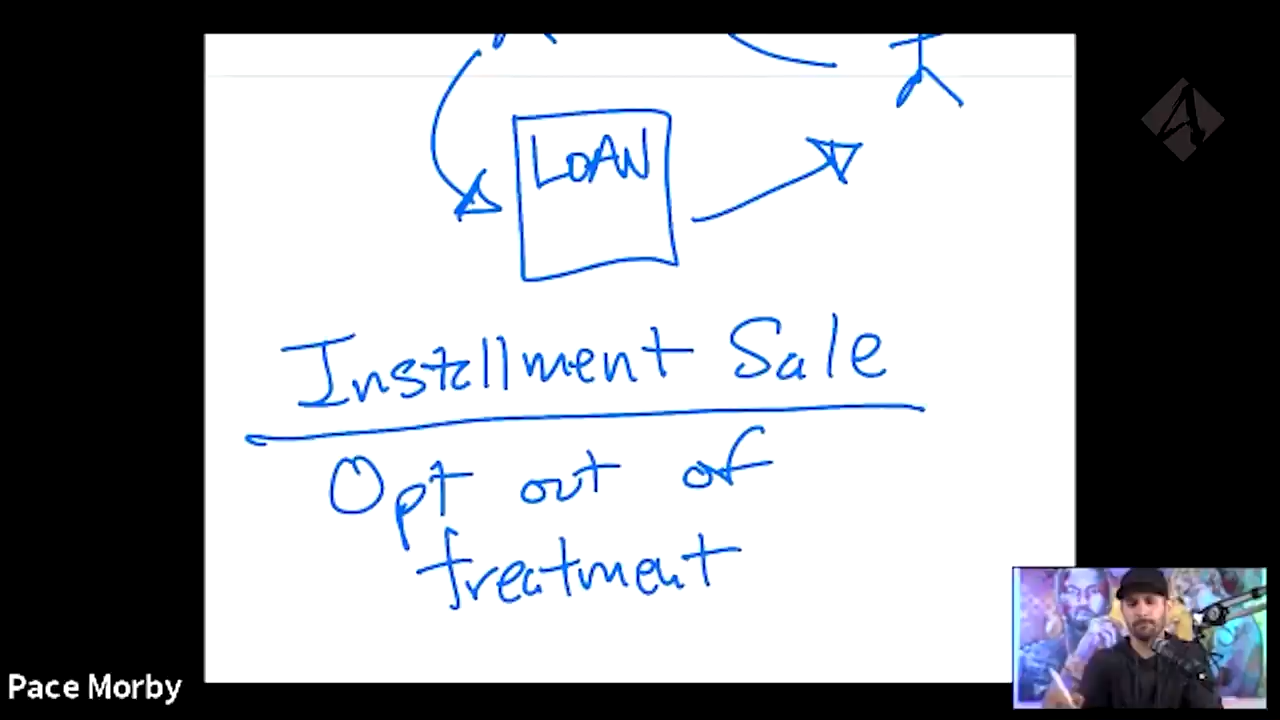 LOAN
Installment Sale
Opt out of
treatment
Pace Morby